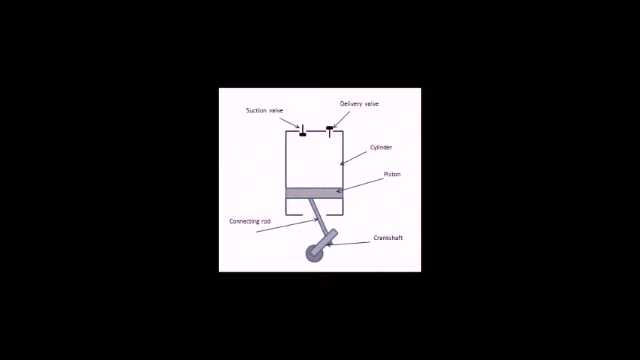 Delivery valve
Suction valve
Cylinder
Piston
Connecting rod
Crankshaft